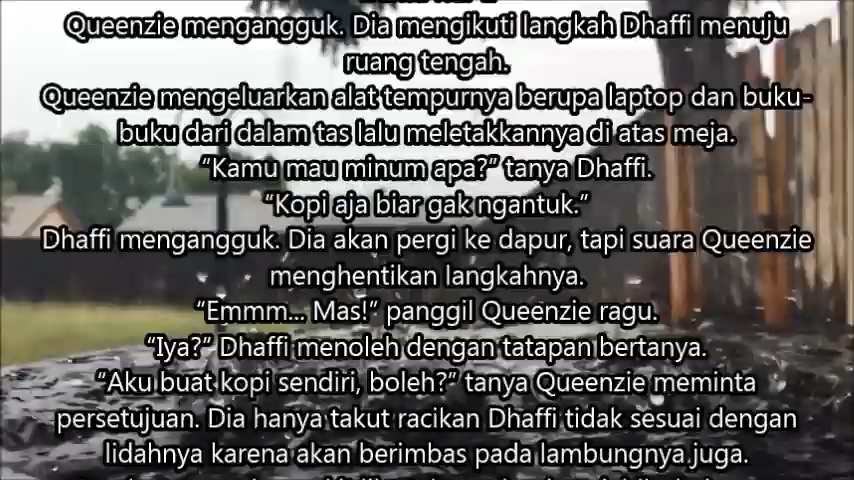 Queenzie mengangguk. Dia mengikuti langkah Dhaffi menuju
ruang tengah.
Queenzie mengeluarkan alat tempurnya berupa laptop dan buku-
buku dari dalam tas lalu meletakkannya di atas meja.
“Kamu mau minum apa?” tanya Dhaffi.
“Kopi aja biar gak ngantuk.”
Dhaffi mengangguk. Dia akan pergi ke dapur, tapi suara Queenzie
menghentikan langkahnya.
“Emmm... Mas!” panggil Queenzie ragu.
“Iya?” Dhaffi menoleh dengan tatapan bertanya.
“Aku buat kopi sendiri, boleh?” tanya Queenzie meminta
persetujuan. Dia hanya takut racikan Dhaffi tidak sesuai dengan
lidahnya karena akan berimbas pada lambungnya juga.